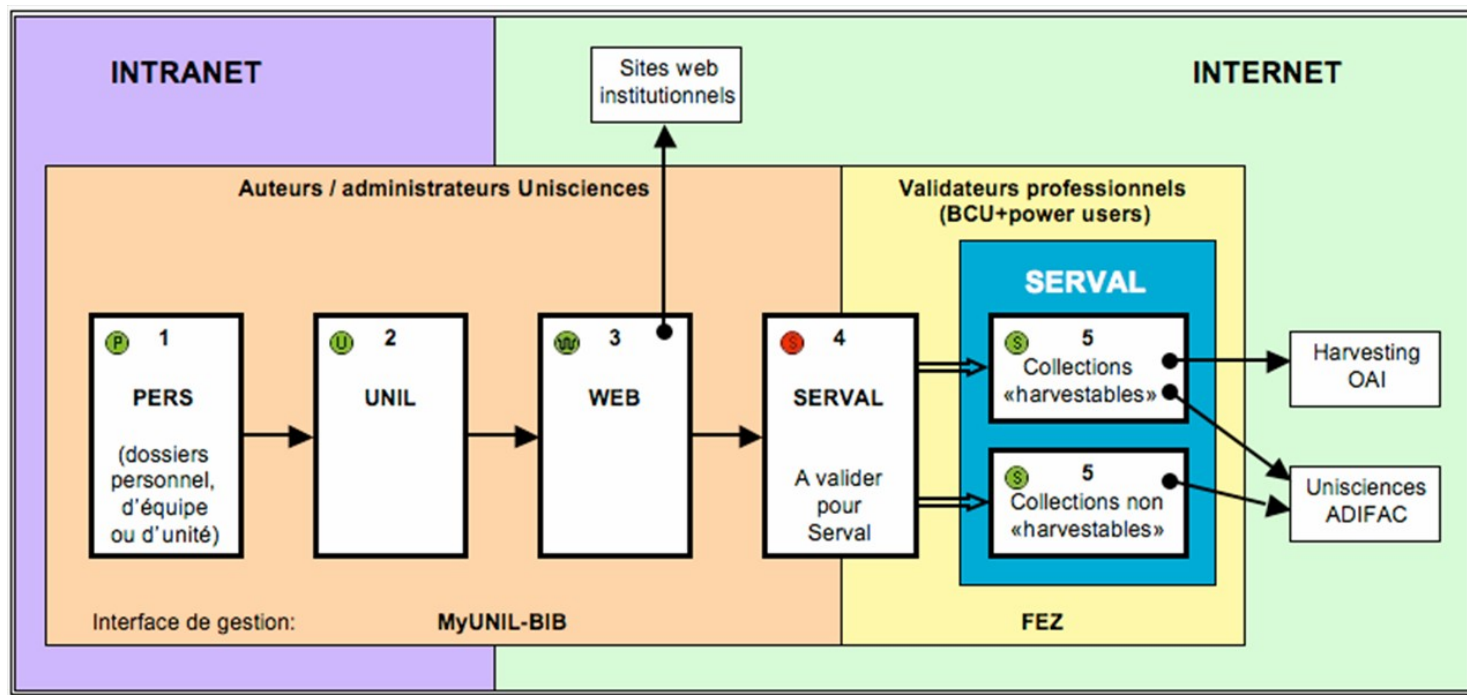 INTRANET
INTERNET
Sites web
institutionnels
Auteurs / administrateurs Unisciences
Validateurs professionnels
(BCU+power users)
SERVAL
P 1
PERS
(dossiers
personnel,
d'équipe
ou d'unité)
U 2
UNIL
W 3
WEB
S 4
SERVAL
A valider
pour
Serval
S 5
Collections
«harvestables»
S 5
Collections non
«harvestables»
Harvesting
OAI
Unisciences
ADIFAC
Interface de gestion: MyUNIL-BIB
FEZ